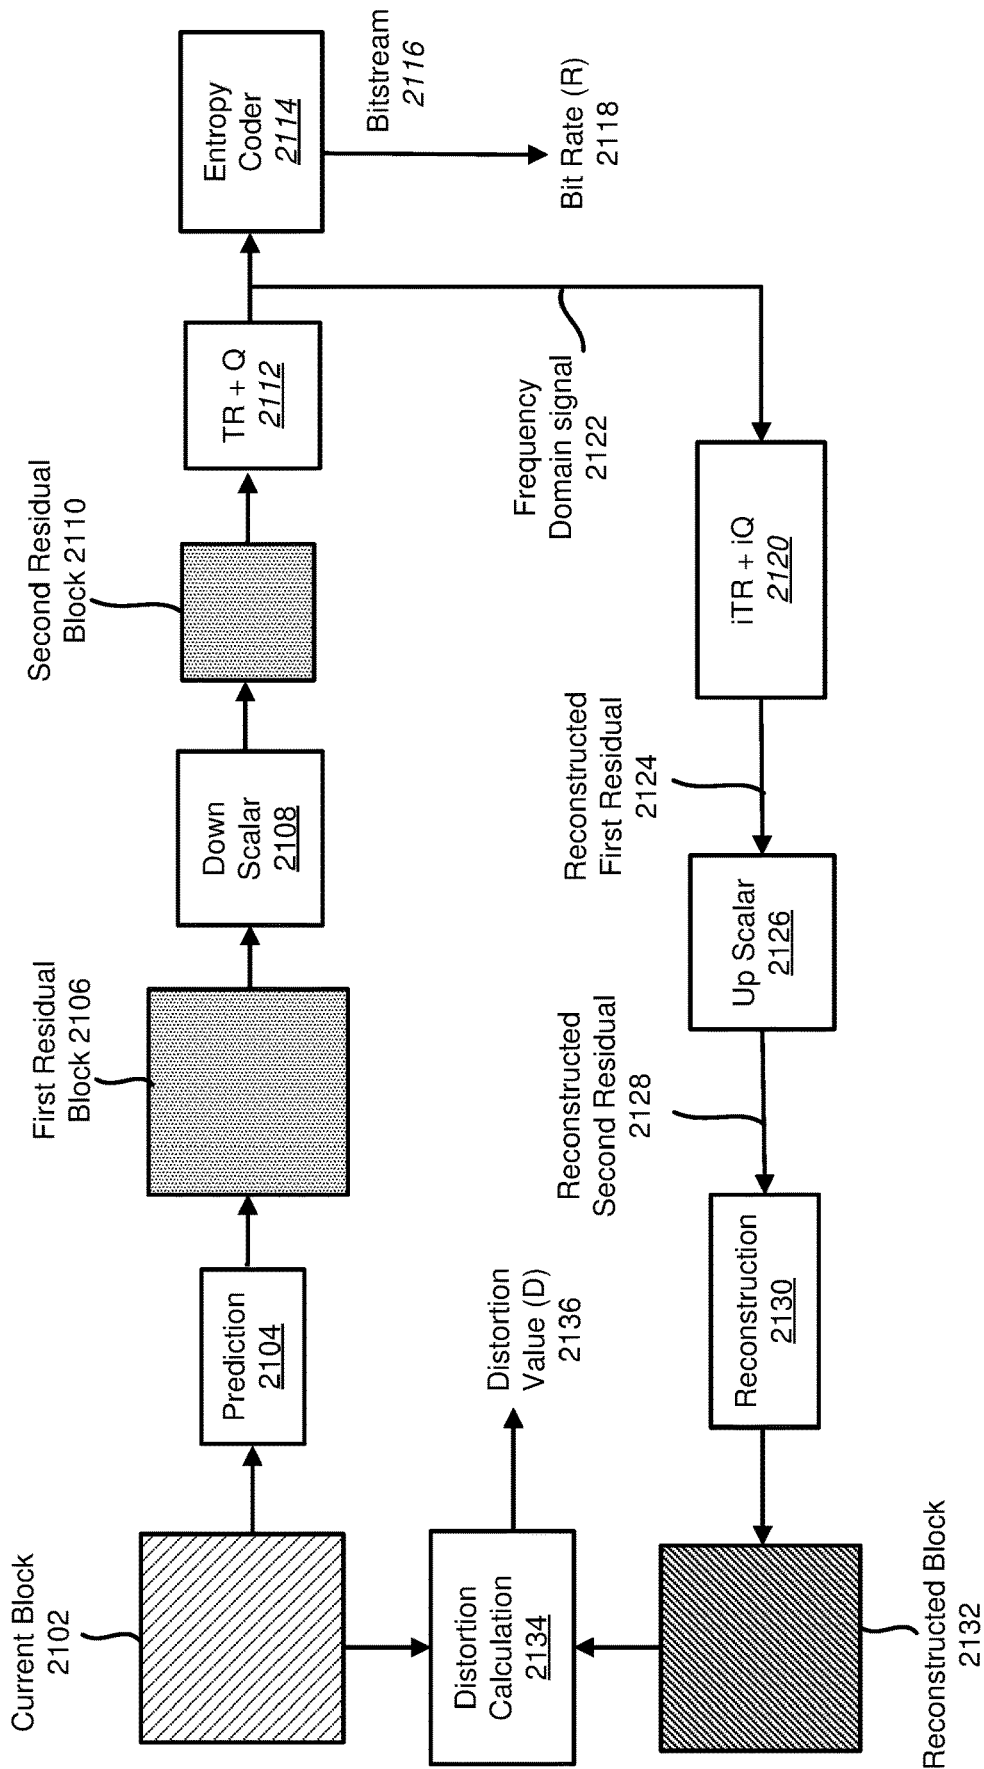 Current Block
2102
Prediction
2104
First Residual
Block 2106
Down
Scalar
2108
Second Residual
Block 2110
TR + Q
2112
Entropy
Coder
2114
Bitstream
2116
Bit Rate (R)
2118
Frequency
Domain signal
2122
iTR + iQ
2120
Reconstructed
First Residual
2124
Up Scalar
2126
Reconstructed
Second Residual
2128
Reconstruction
2130
Reconstructed Block
2132
Distortion
Calculation
2134
Distortion
Value (D)
2136